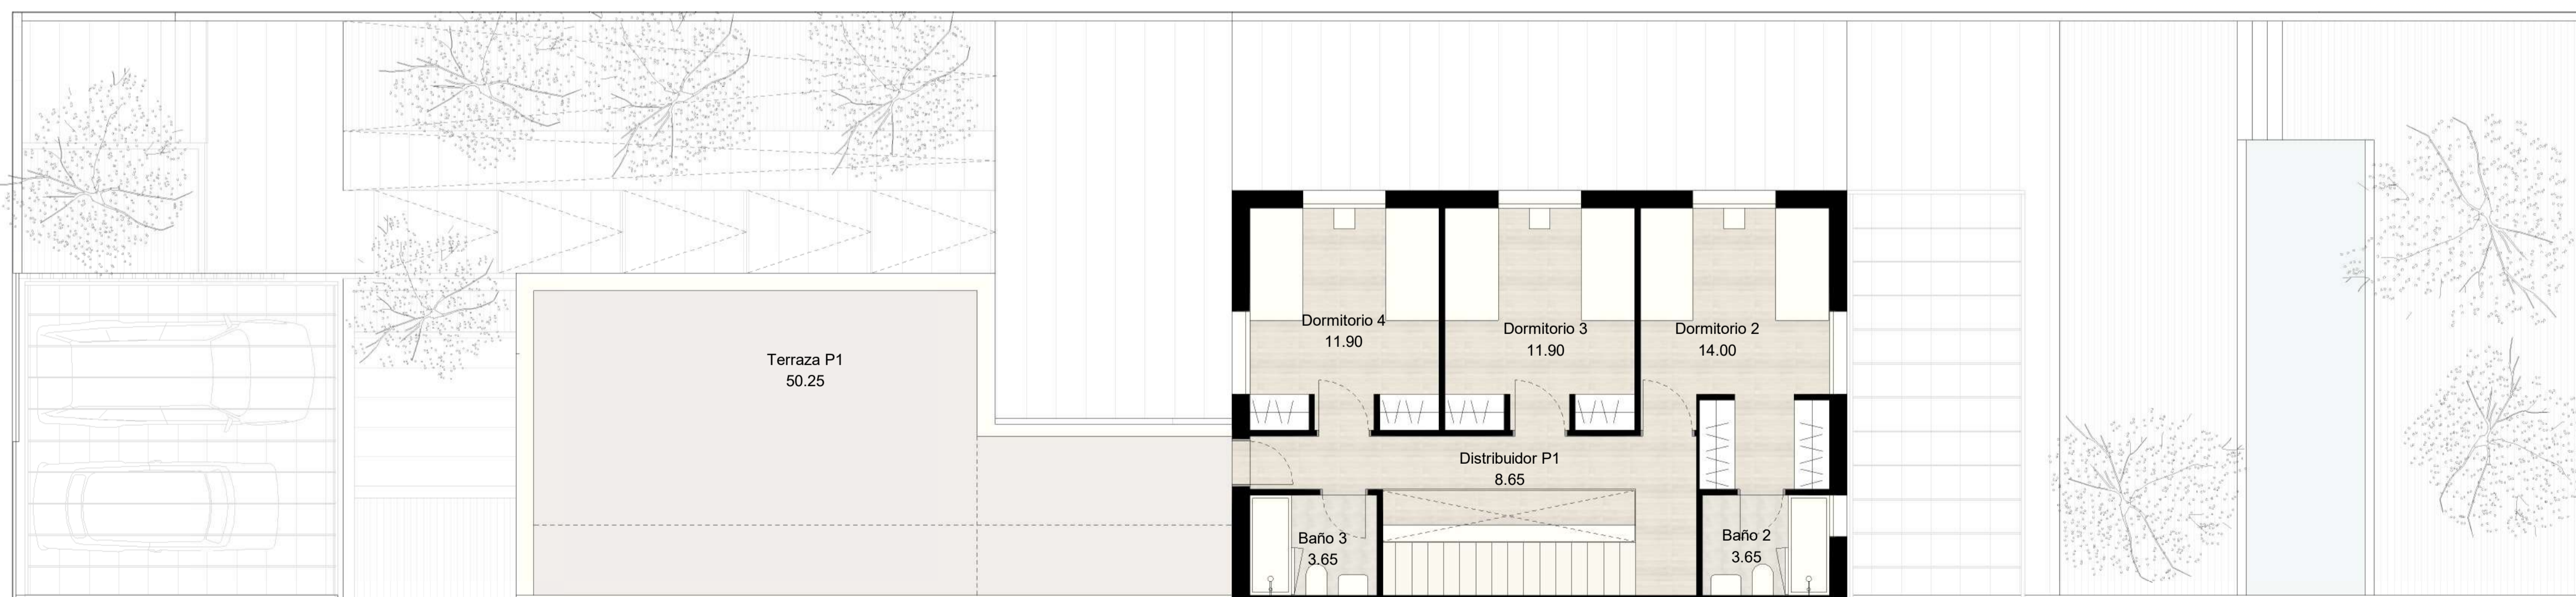 Dormitorio 4
11.90
Dormitorio 3
11.90
Dormitorio 2
14.00
Terraza P1
50.25
Distribuidor P1
8.65
Baño 3
3.65
Baño 2
3.65